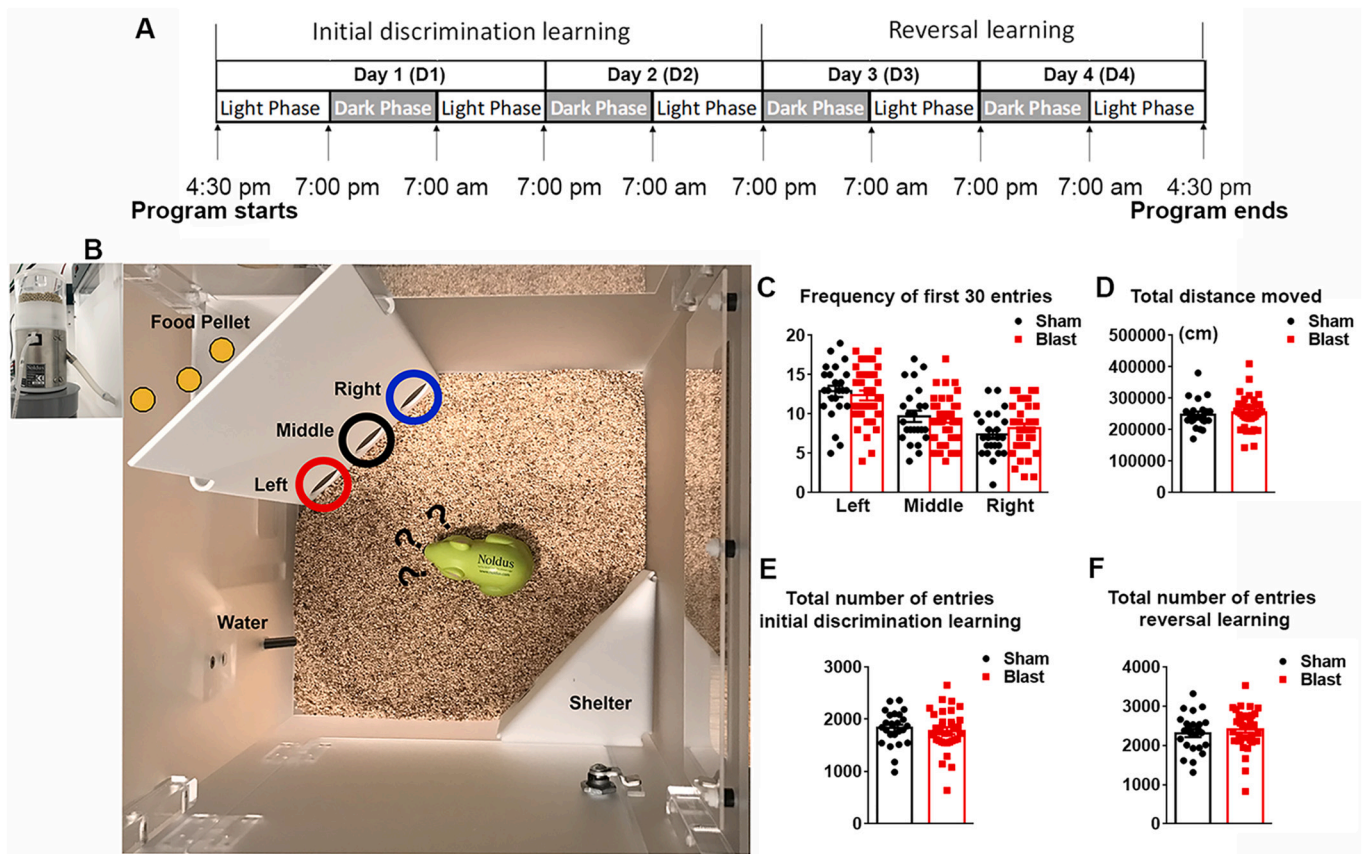 A
Initial discrimination learning
Reversal learning
Day 1 (D1)
Day 2 (D2)
Day 3 (D3)
Day 4 (D4)
Light Phase
Dark Phase
Light Phase
Dark Phase
Light Phase
Dark Phase
Light Phase
Dark Phase
Light Phase
4:30 pm
7:00 pm
7:00 am
7:00 pm
7:00 am
7:00 pm
7:00 am
7:00 pm
7:00 am
4:30 pm
Program starts
Program ends
B
Noldus
Food Pellet
Right
Middle
Left
? ? ?
Noldus
Water
Shelter
C
Frequency of first 30 entries
Sham
Blast
20
15
10
5
0
Left
Middle
Right
D
Total distance moved
(cm)
Sham
Blast
500000
400000
300000
200000
100000
0
E
Total number of entries
initial discrimination learning
Sham
Blast
3000
2000
1000
0
F
Total number of entries
reversal learning
Sham
Blast
4000
3000
2000
1000
0